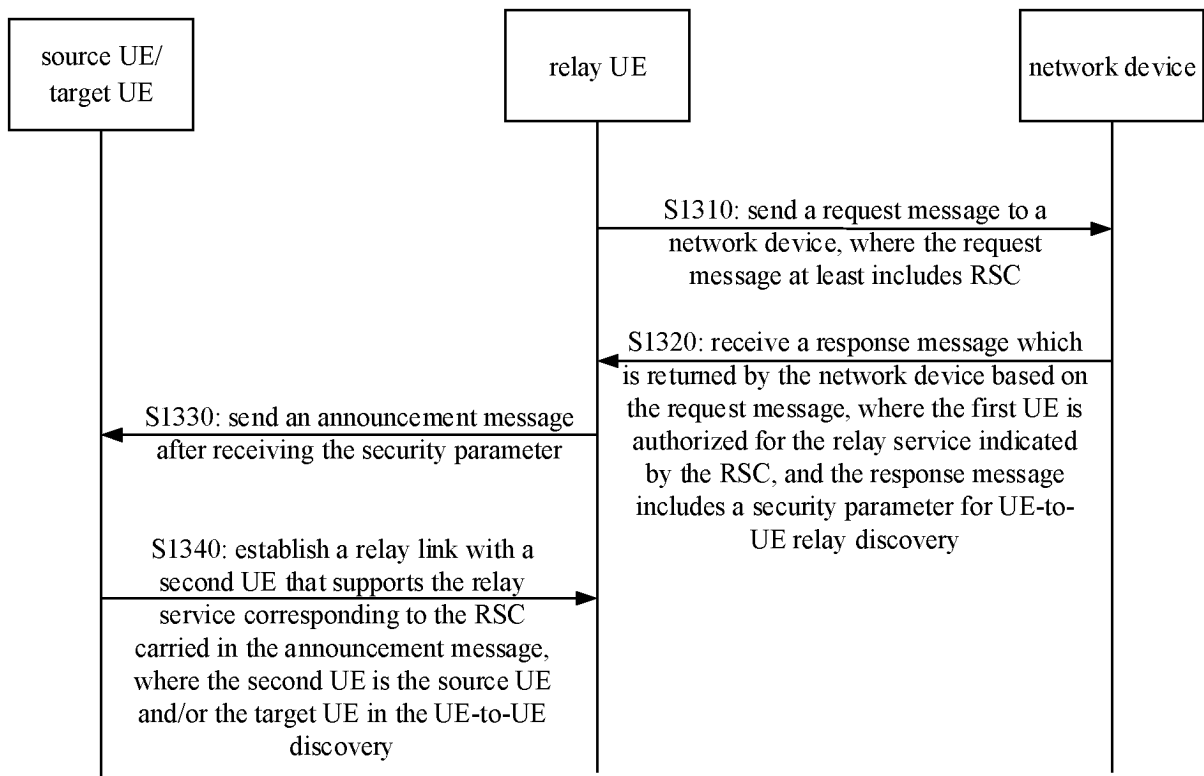 source UE/
target UE
relay UE
network device
S1310: send a request message to a
network device, where the request
message at least includes RSC
S1320: receive a response message which
is returned by the network device based on
the request message, where the first UE is
authorized for the relay service indicated
by the RSC, and the response message
includes a security parameter for UE-to-
UE relay discovery
S1330: send an announcement message
after receiving the security parameter
S1340: establish a relay link with a
second UE that supports the relay
service corresponding to the RSC
carried in the announcement message,
where the second UE is the source UE
and/or the target UE in the UE-to-UE
discovery